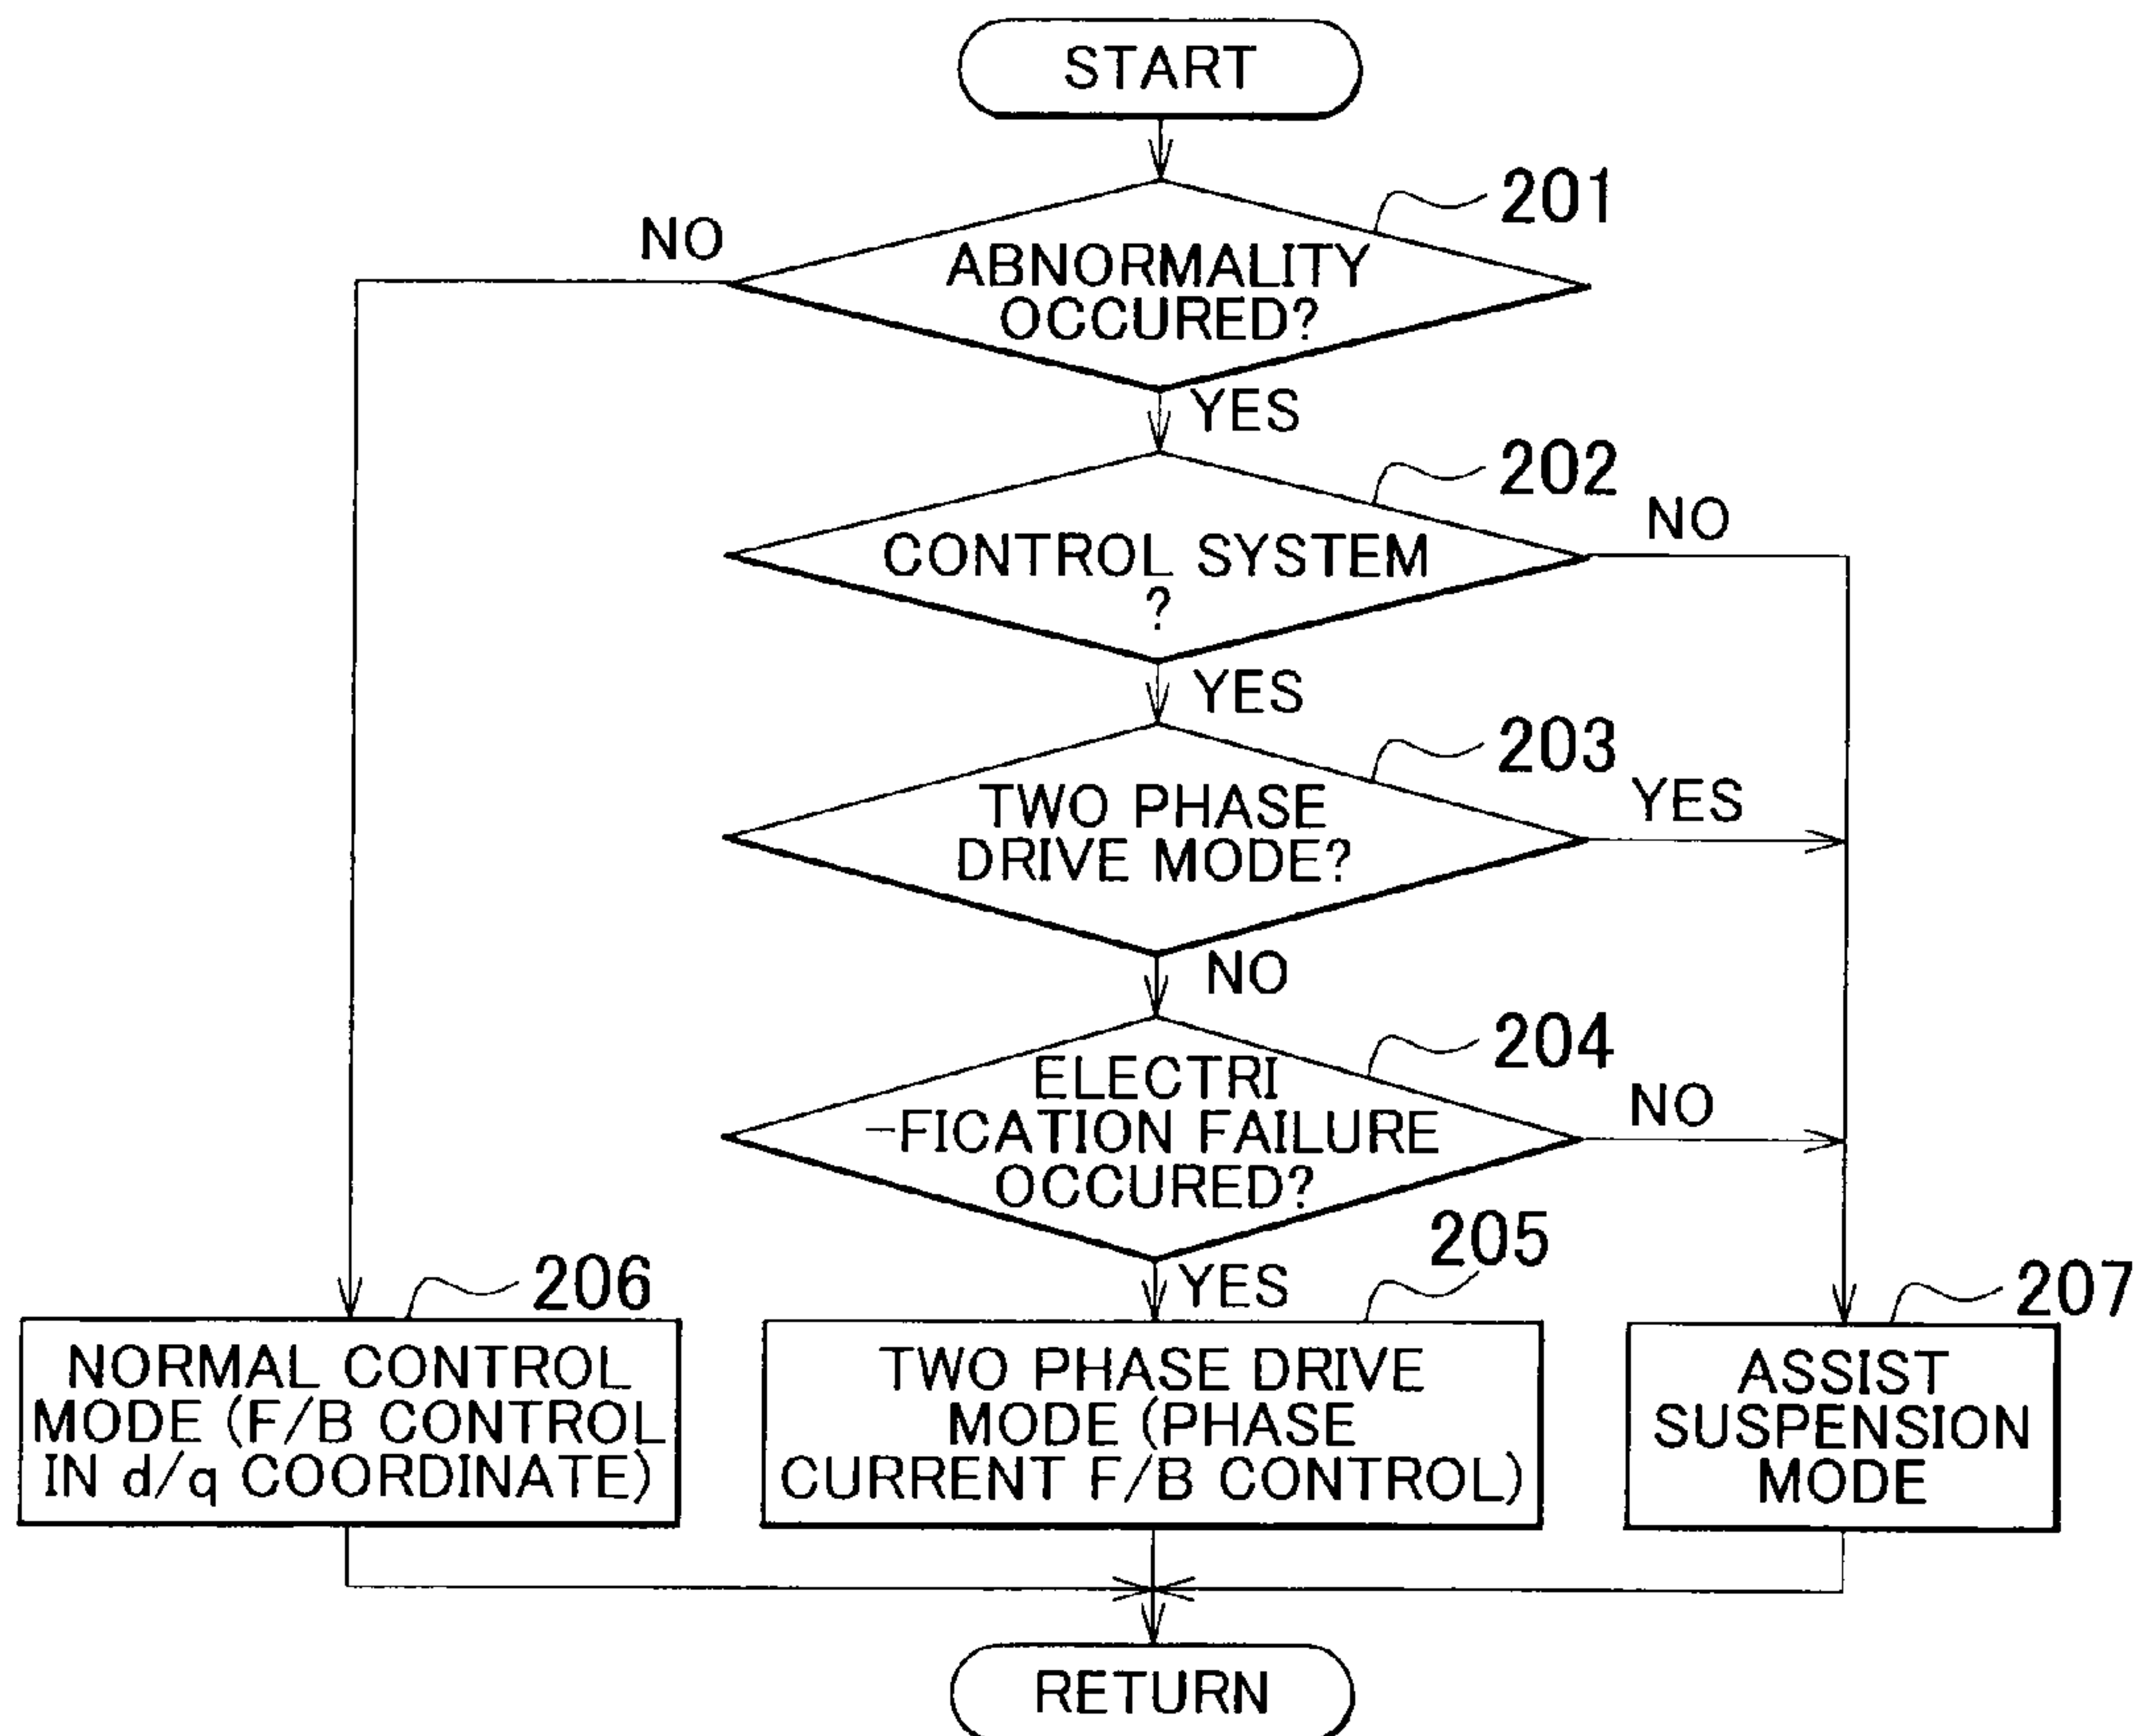 START
201
NO
ABNORMALITY
OCCURED?
YES
202
NO
CONTROL SYSTEM
?
YES
203
YES
TWO PHASE
DRIVE MODE?
NO
204
ELECTRI
-FICATION FAILURE
OCCURED?
NO
205
YES
206
207
NORMAL CONTROL
MODE (F/B CONTROL
IN d/q COORDINATE)
TWO PHASE DRIVE
MODE (PHASE
CURRENT F/B CONTROL)
ASSIST
SUSPENSION
MODE
RETURN